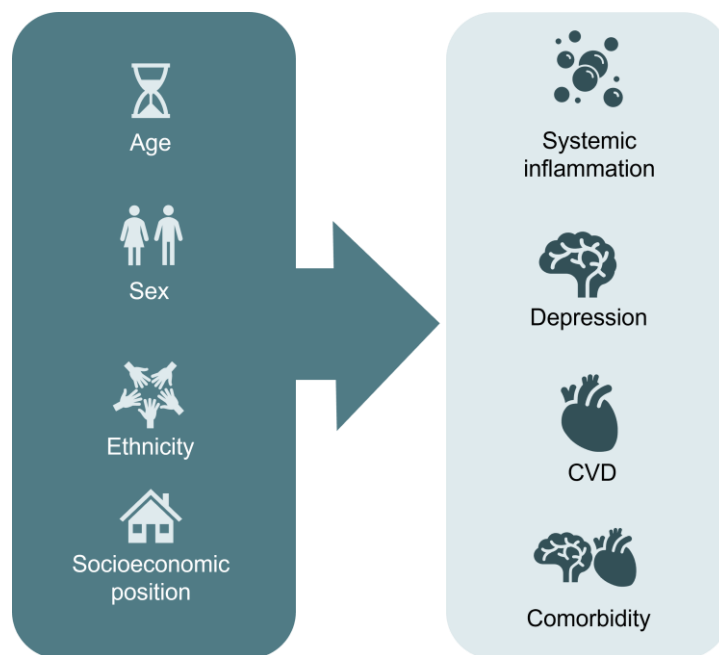 Age
Sex
Ethnicity
Socioeconomic
position
Systemic
inflammation
Depression
CVD
Comorbidity